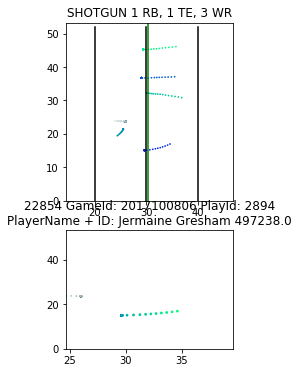 SHOTGUN 1 RB, 1 TE, 3 WR
50
40
30
20
10
0
20 30 40
22854 GameId: 2017100806 PlayId: 2894
PlayerName + ID: Jermaine Gresham 497238.0
40
20
0
25 30 35